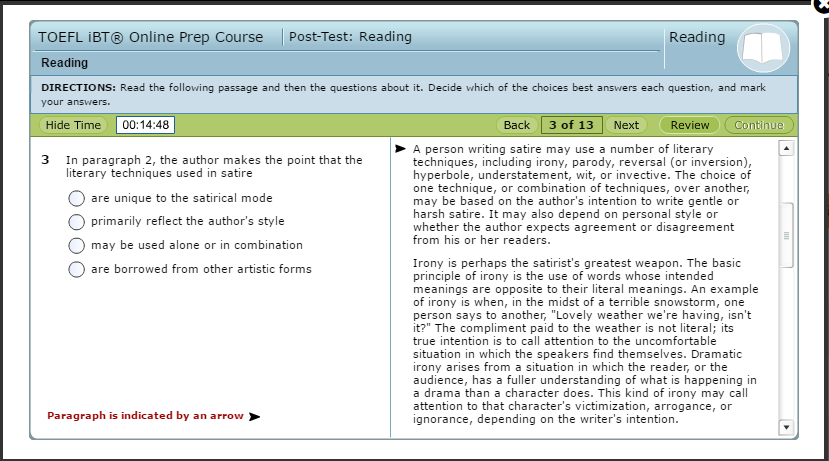 TOEFL iBT® Online Prep Course
Post-Test: Reading
Reading
Reading
DIRECTIONS: Read the following passage and then the questions about it. Decide which of the choices best answers each question, and mark
your answers.
Hide Time
00:14:48
Back
3 of 13
Next
Review
Continue
3 In paragraph 2, the author makes the point that the
literary techniques used in satire
are unique to the satirical mode
primarily reflect the author's style
may be used alone or in combination
are borrowed from other artistic forms
Paragraph is indicated by an arrow
A person writing satire may use a number of literary
techniques, including irony, parody, reversal (or inversion),
hyperbole, understatement, wit, or invective. The choice of
one technique, or combination of techniques, over another,
may be based on the author's intention to write gentle or
harsh satire. It may also depend on personal style or
whether the author expects agreement or disagreement
from his or her readers.
Irony is perhaps the satirist's greatest weapon. The basic
principle of irony is the use of words whose intended
meanings are opposite to their literal meanings. An example
of irony is when, in the midst of a terrible snowstorm, one
person says to another, "Lovely weather we're having, isn't
it?" The compliment paid to the weather is not literal; its
true intention is to call attention to the uncomfortable
situation in which the speakers find themselves. Dramatic
irony arises from a situation in which the reader, or the
audience, has a fuller understanding of what is happening in
a drama than a character does. This kind of irony may call
attention to that character's victimization, arrogance, or
ignorance, depending on the writer's intention.